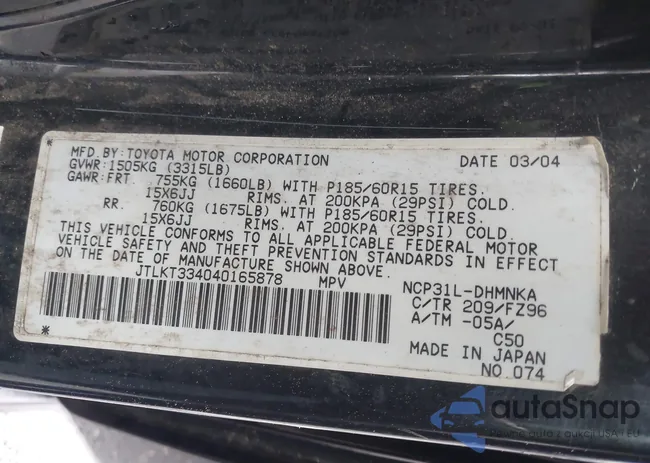 MFD.BY:TOYOTA MOTOR CORPORATION DATE 03/04
GVWR:1505KG (3315LB)
GAWR:FRT. 755KG (1660LB) WITH P185/60R15 TIRES.
15X6JJ RIMS. AT 200KPA (29PSI) COLD.
RR. 760KG (1675LB) WITH P185/60R15 TIRES.
15X6JJ RIMS. AT 200KPA (29PSI) COLD.
THIS VEHICLE CONFORMS TO ALL APPLICABLE FEDERAL MOTOR
VEHICLE SAFETY AND THEFT PREVENTION STANDARDS IN EFFECT
ON THE DATE OF MANUFACTURE SHOWN ABOVE.
JTLKT334040165878 MPV NCP31L-DHMNKA
C/TR 209/FZ96
A/TM -05A/
C50
MADE IN JAPAN
NO.074
autoSnap